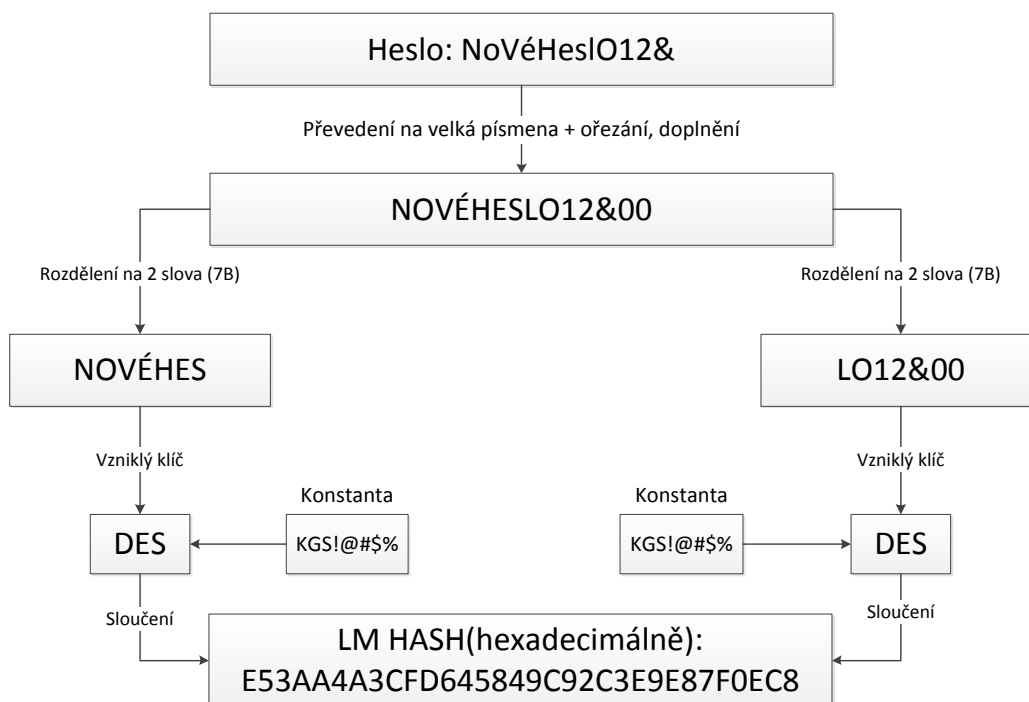 Heslo: NoVéHeslO12&
Převedení na velká písmena + ořezání, doplnění
NOVÉHESLO12&00
Rozdělení na 2 slova (7B)
Rozdělení na 2 slova (7B)
NOVÉHES
LO12&00
Vzniklý klíč
Vzniklý klíč
Konstanta
Konstanta
DES
KGS!@#$%
KGS!@#$%
DES
Sloučení
Sloučení
LM HASH(hexadecimálně):
E53AA4A3CFD645849C92C3E9E87F0EC8